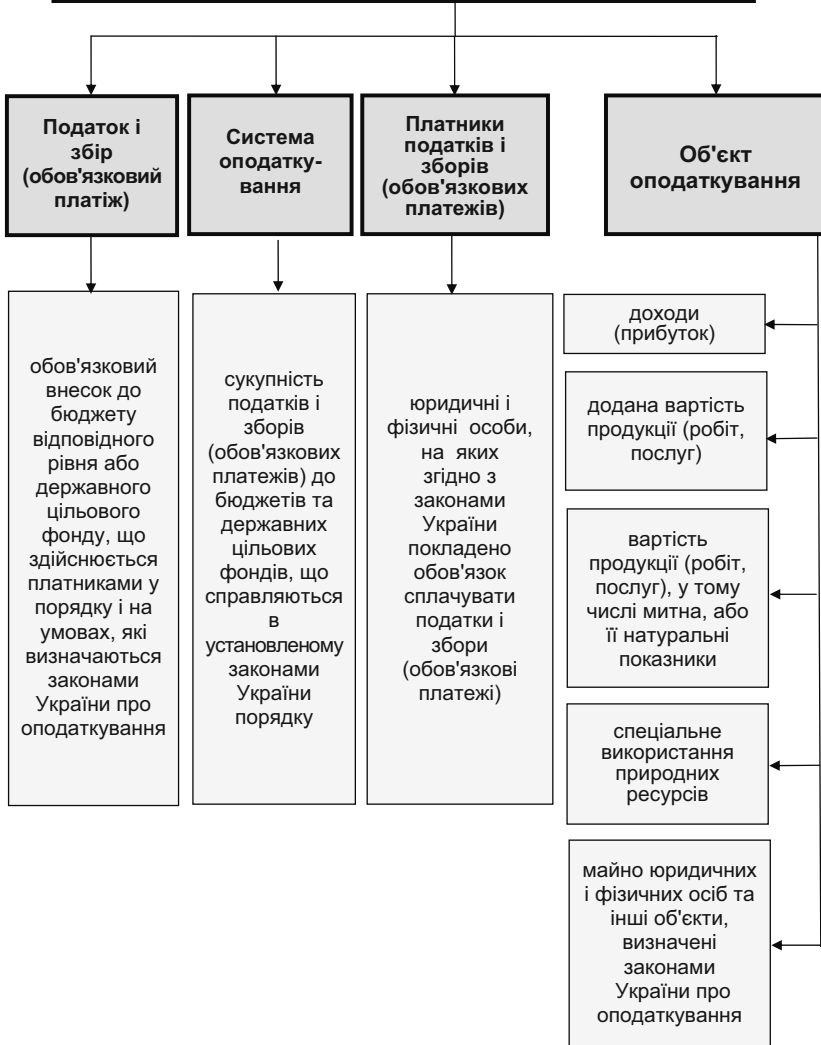 Податок і
збір
(обов'язковий
платіж)
Система
оподатку-
вання
Платники
податків і
зборів
(обов'язкових
платежів)
Об'єкт
оподаткування
обов'язковий
внесок до
бюджету
відповідного
рівня або
державного
цільового
фонду, що
здійснюється
платниками у
порядку і на
умовах, які
визначаються
законами
України про
оподаткування
сукупність
податків і
зборів
(обов'язкових
платежів) до
бюджетів та
державних
цільових
фондів, що
справляються
в
установленому
законами
України
порядку
юридичні і
фізичні особи,
на яких
згідно з
законами
України
покладено
обов'язок
сплачувати
податки і
збори
(обов'язкові
платежі)
доходи
(прибуток)
додана вартість
продукції (робіт,
послуг)
вартість
продукції (робіт,
послуг), у тому
числі митна, або
її натуральні
показники
спеціальне
використання
природних
ресурсів
майно юридичних
і фізичних осіб та
інші об'єкти,
визначені
законами
України про
оподаткування